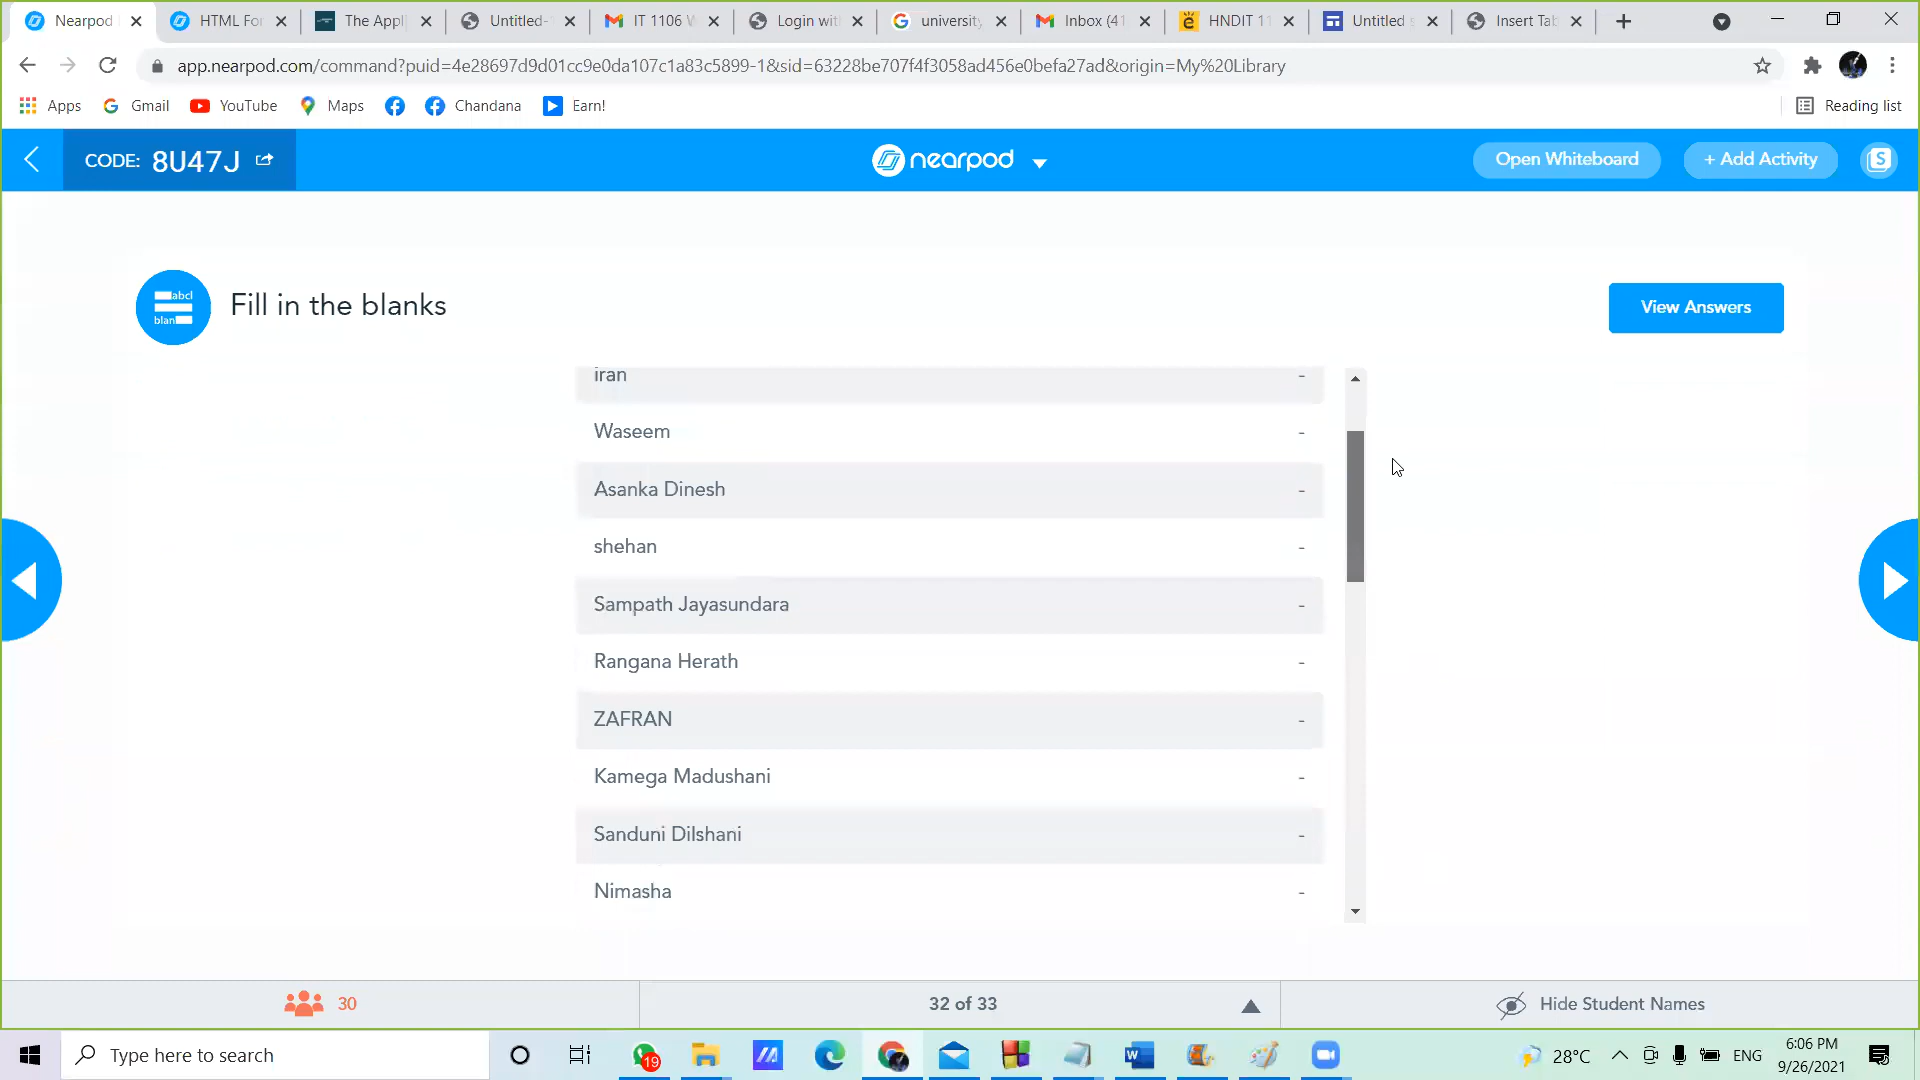 Nearpod
HTML For
The Appl
Untitled-
IT 1106 W
Login wit
university
Inbox (41
HNDIT 11
Untitled s
Insert Tab
app.nearpod.com/command?puid=4e28697d9d01cc9e0da107c1a83c5899-1&sid=63228be707f4f3058ad456e0befa27ad&origin=My%20Library
Apps
Gmail
YouTube
Maps
Chandana
Earn!
Reading list
CODE: 8U47J
nearpod
Open Whiteboard
+ Add Activity
S
abcl
blan
Fill in the blanks
View Answers
iran -
Waseem -
Asanka Dinesh -
shehan -
Sampath Jayasundara -
Rangana Herath -
ZAFRAN -
Kamega Madushani -
Sanduni Dilshani -
Nimasha -
30
32 of 33
Hide Student Names
Type here to search
19
28°C
ENG
6:06 PM
9/26/2021